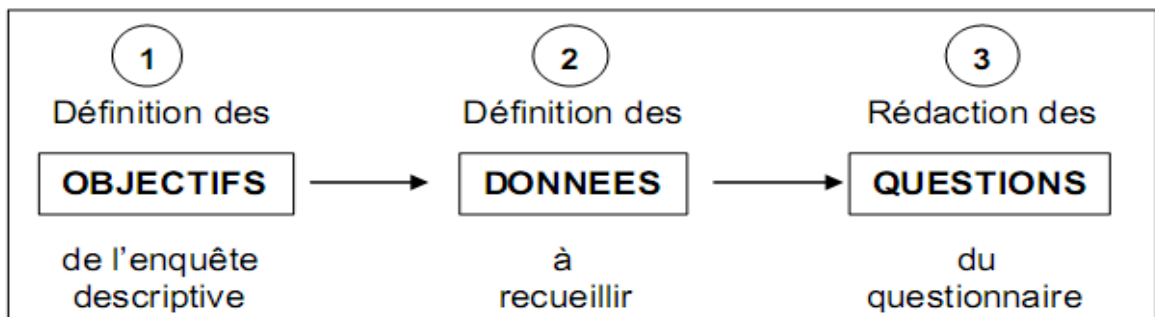 1
Définition des
OBJECTIFS
de l'enquête
descriptive
2
Définition des
DONNEES
à
recueillir
3
Rédaction des
QUESTIONS
du
questionnaire